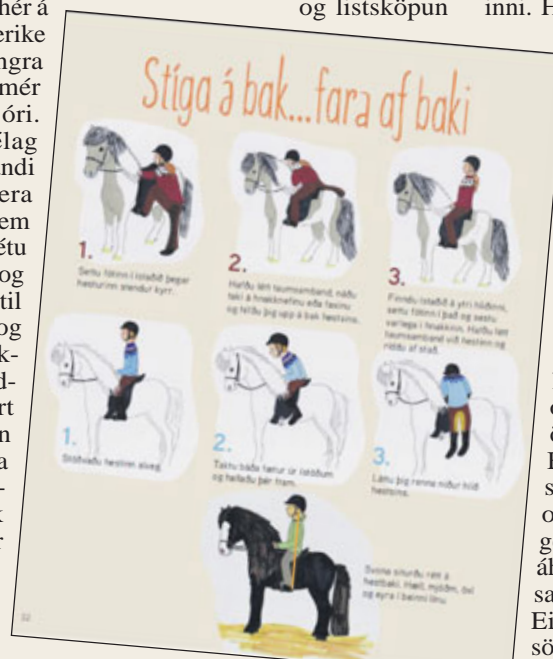 hér á
erike
ngra
mér
óri.
lag
ndi
era
em
étu
og
til
og
k-
d-
rt
n
a
-
k
r
og listsköpun
inni. H
Stíga á bak...fara af baki
1.
Settu fótinn í ístaðið þegar
hesturinn stendur kyrr.
2.
Hafðu létt taumsamband, náðu
taki á hnakknefinu eða faxinu
og lyftu þig upp á bak hestsins.
3.
Finndu ístaðið á ytri hliðinni,
settu fótinn í það og sestu
varlega í hnakkinn. Hafðu létt
taumsamband við hestinn og
ríddu af stað.
1.
Stöðvaðu hestinn alveg.
2.
Taktu báða fætur úr ístöðum
og hallaðu þér fram.
3.
Láttu þig renna niður hlið
hestsins.
Svona siturðu rétt á
hestbaki. Hæll, mjöðm, öxl
og eyra í beinni línu.
s
o
g
áh
sa
Ei
sö